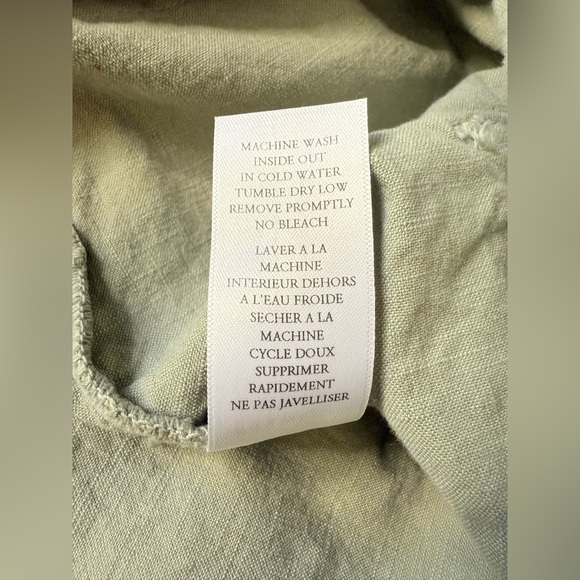 MACHINE WASH
INSIDE OUT
IN COLD WATER
TUMBLE DRY LOW
REMOVE PROMPTLY
NO BLEACH
LAVER A LA
MACHINE
INTERIEUR DEHORS
A L'EAU FROIDE
SECHER A LA
MACHINE
CYCLE DOUX
SUPPRIMER
RAPIDEMENT
NE PAS JAVELLISER